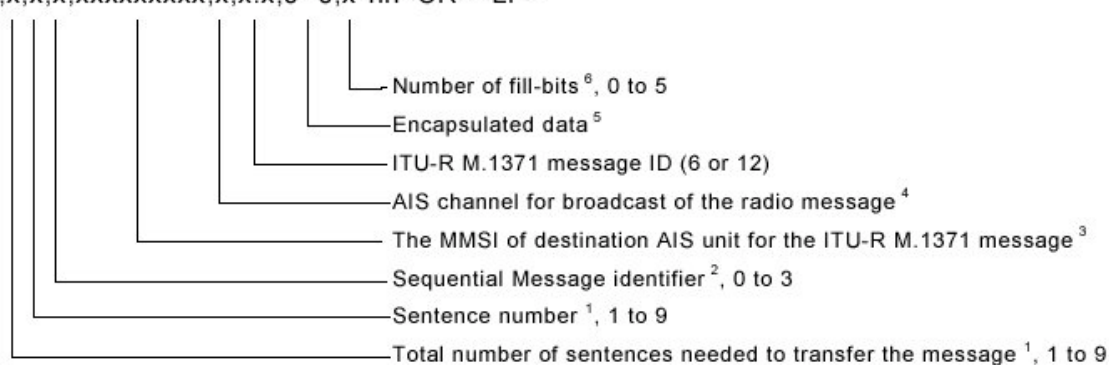 Number of fill-bits ⁶, 0 to 5
Encapsulated data ⁵
ITU-R M.1371 message ID (6 or 12)
AIS channel for broadcast of the radio message ⁴
The MMSI of destination AIS unit for the ITU-R M.1371 message ³
Sequential Message identifier ², 0 to 3
Sentence number ¹, 1 to 9
Total number of sentences needed to transfer the message ¹, 1 to 9